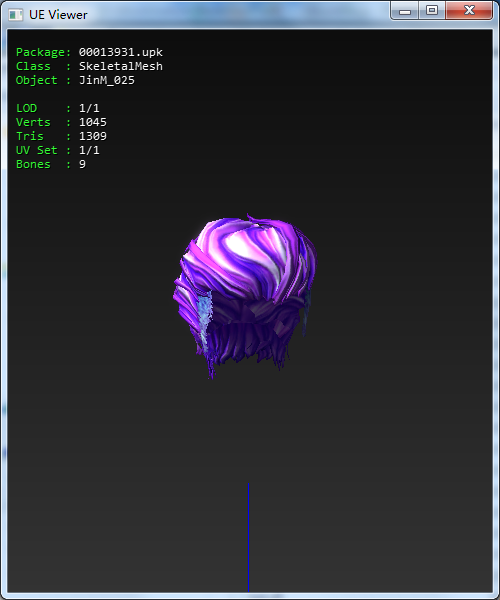 UE Viewer
Package: 00013931.upk
Class : SkeletalMesh
Object : JinM_025
LOD : 1/1
Verts : 1045
Tris : 1309
UV Set : 1/1
Bones : 9